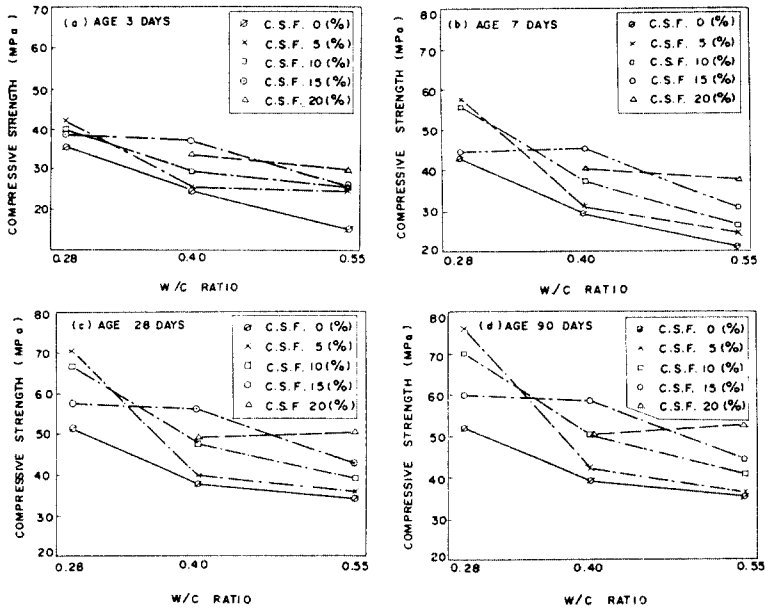 (a) AGE 3 DAYS
C.S.F. 0 (%)
C.S.F. 5 (%)
C.S.F. 10 (%)
C.S.F. 15 (%)
C.S.F. 20 (%)
COMPRESSIVE STRENGTH (MPa)
70
60
50
40
30
20
0.28
0.40
0.55
W/C RATIO
(b) AGE 7 DAYS
C.S.F. 0 (%)
C.S.F. 5 (%)
C.S.F. 10 (%)
C.S.F. 15 (%)
C.S.F. 20 (%)
COMPRESSIVE STRENGTH (MPa)
80
70
60
50
40
30
20
0.28
0.40
0.55
W/C RATIO
(c) AGE 28 DAYS
C.S.F. 0 (%)
C.S.F. 5 (%)
C.S.F. 10 (%)
C.S.F. 15 (%)
C.S.F 20 (%)
COMPRESSIVE STRENGTH (MPa)
80
70
60
50
40
30
20
0.28
0.40
0.55
W/C RATIO
(d) AGE 90 DAYS
C.S.F. 0 (%)
C.S.F. 5 (%)
C.S.F. 10 (%)
C.S.F. 15 (%)
C.S.F. 20 (%)
COMPRESSIVE STRENGTH (MPa)
80
70
60
50
40
30
20
0.28
0.40
0.55
W/C RATIO